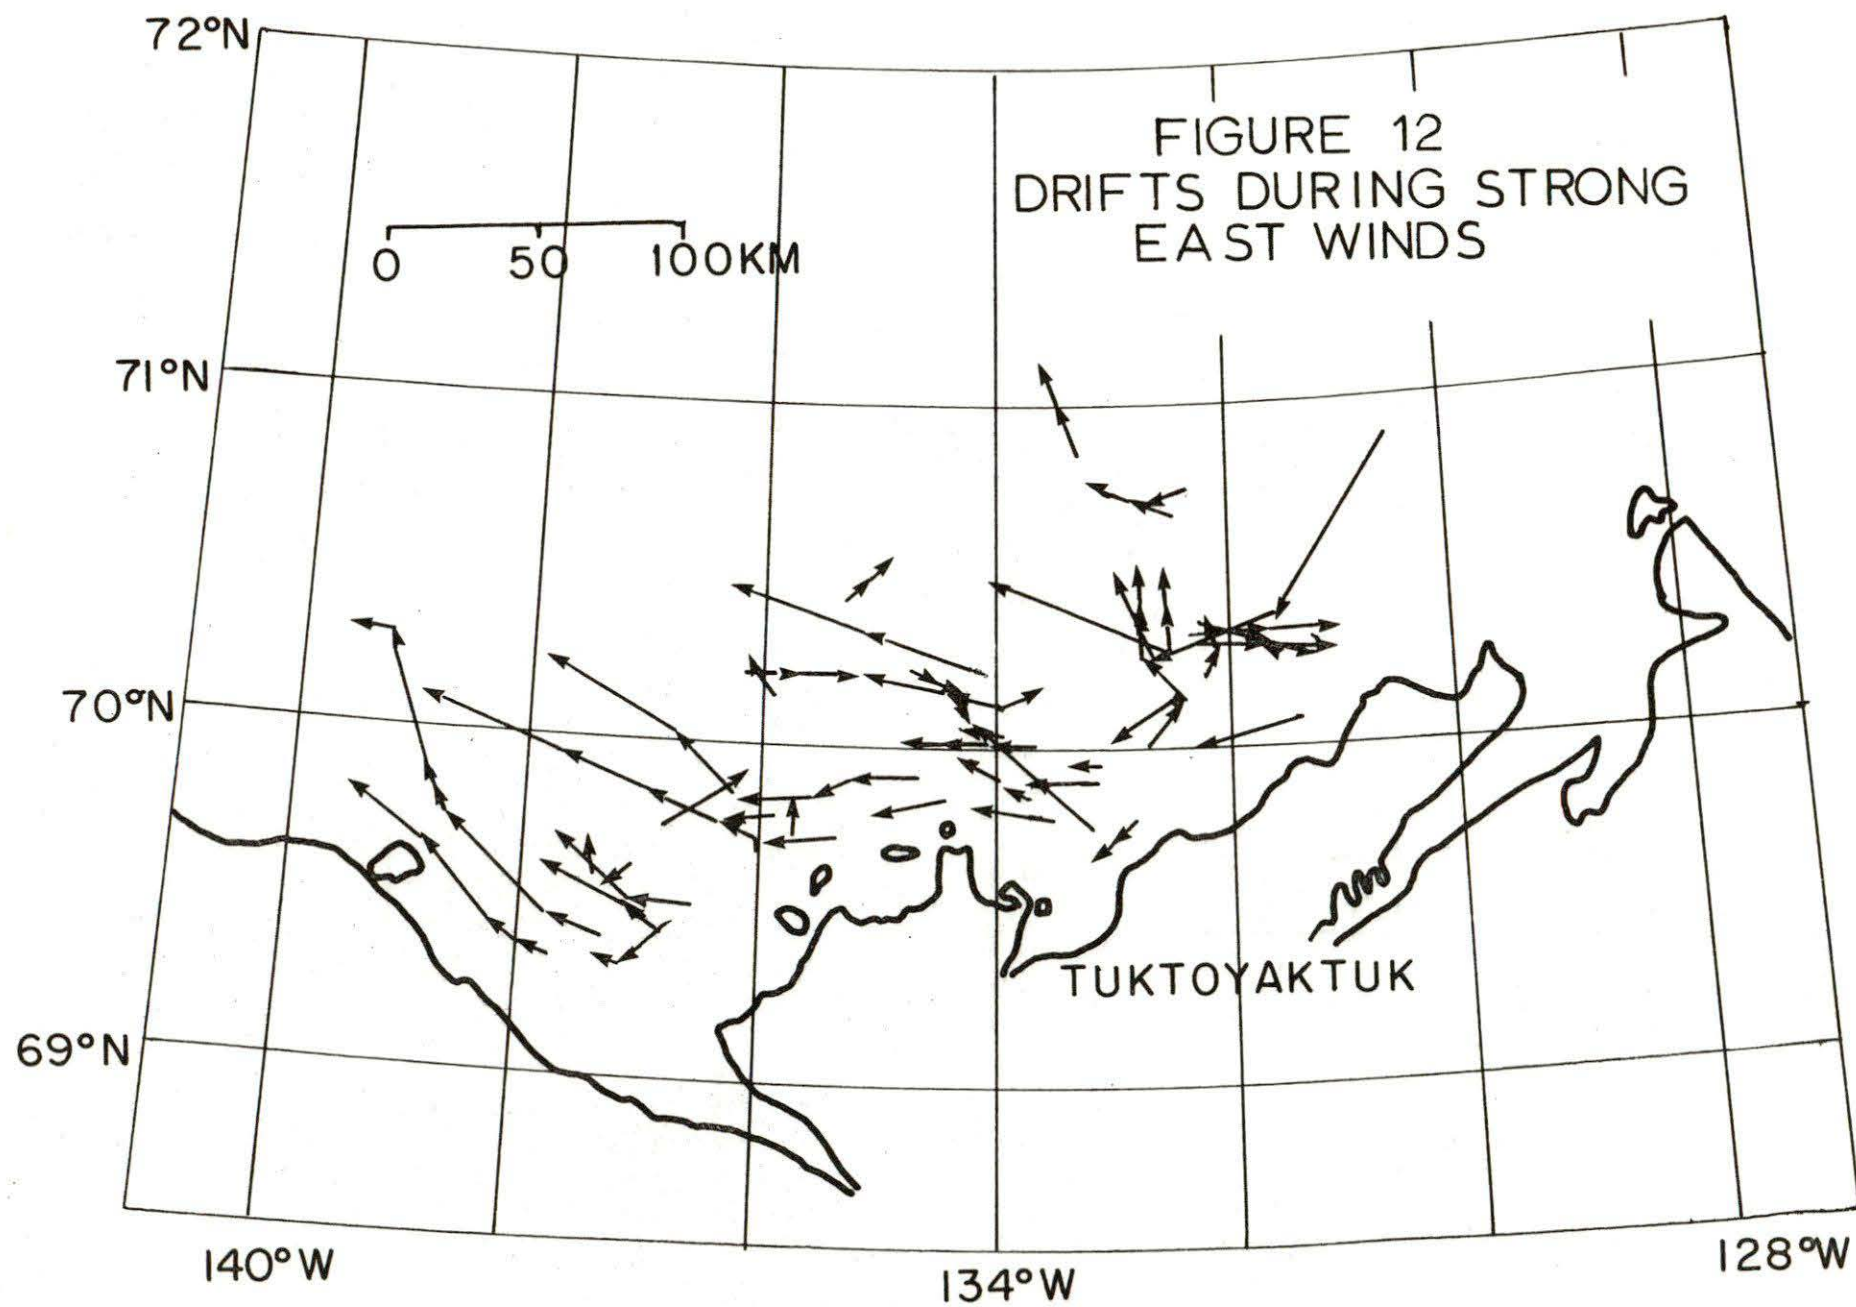 72°N
FIGURE 12
DRIFTS DURING STRONG
EAST WINDS
0 50 100KM
71°N
70°N
69°N
TUKTOYAKTUK
140°W
134°W
128°W